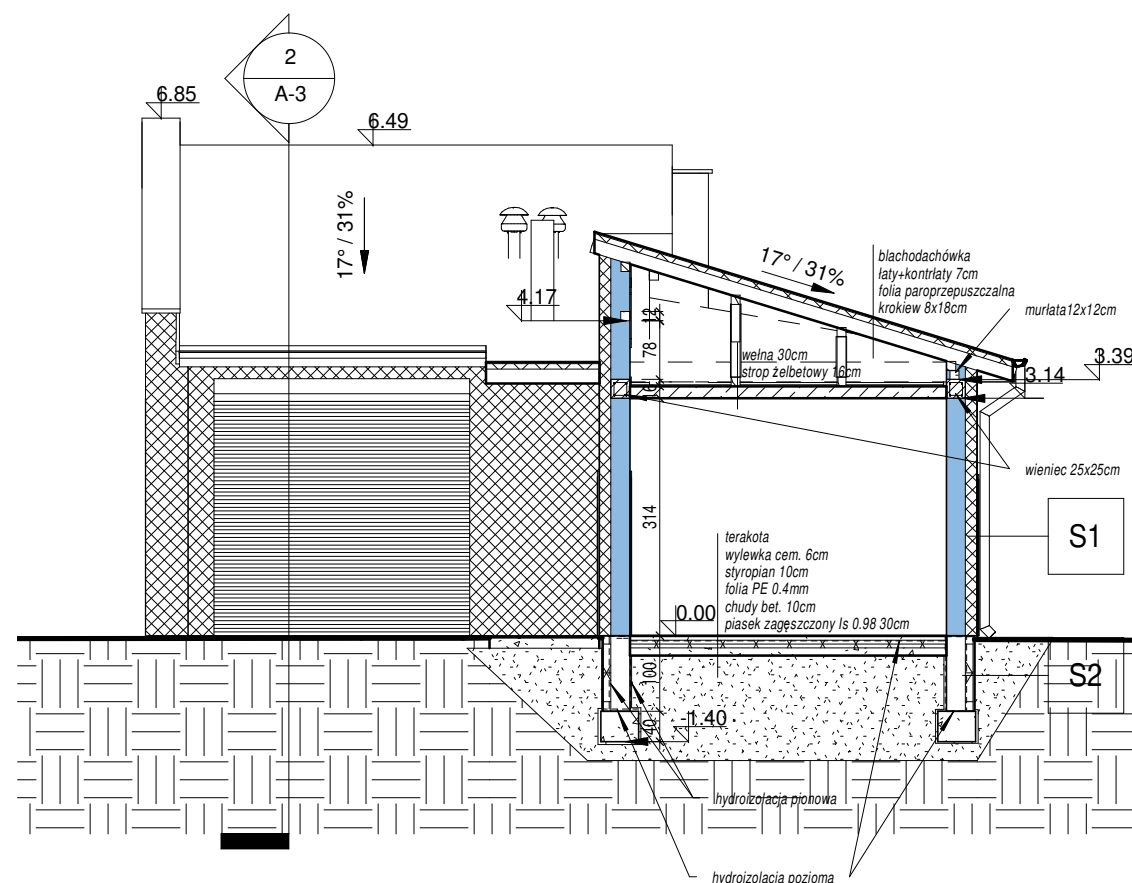 2
A-3
6.85
6.49
17° / 31%
17° / 31%
blachodachówka
łaty+kontrłaty 7cm
folia paroprzepuszczalna
krokiew 8x18cm
murłata12x12cm
4.17
12
78
wełna 30cm
strop żelbetowy 16cm
3.39
3.14
wieniec 25x25cm
314
S1
terakota
wylewka cem. 6cm
styropian 10cm
folia PE 0.4mm
chudy bet. 10cm
piasek zagęszczony Is 0.98 30cm
0.00
100
S2
40
-1.40
hydroizolacja pionowa
hydroizolacja pozioma